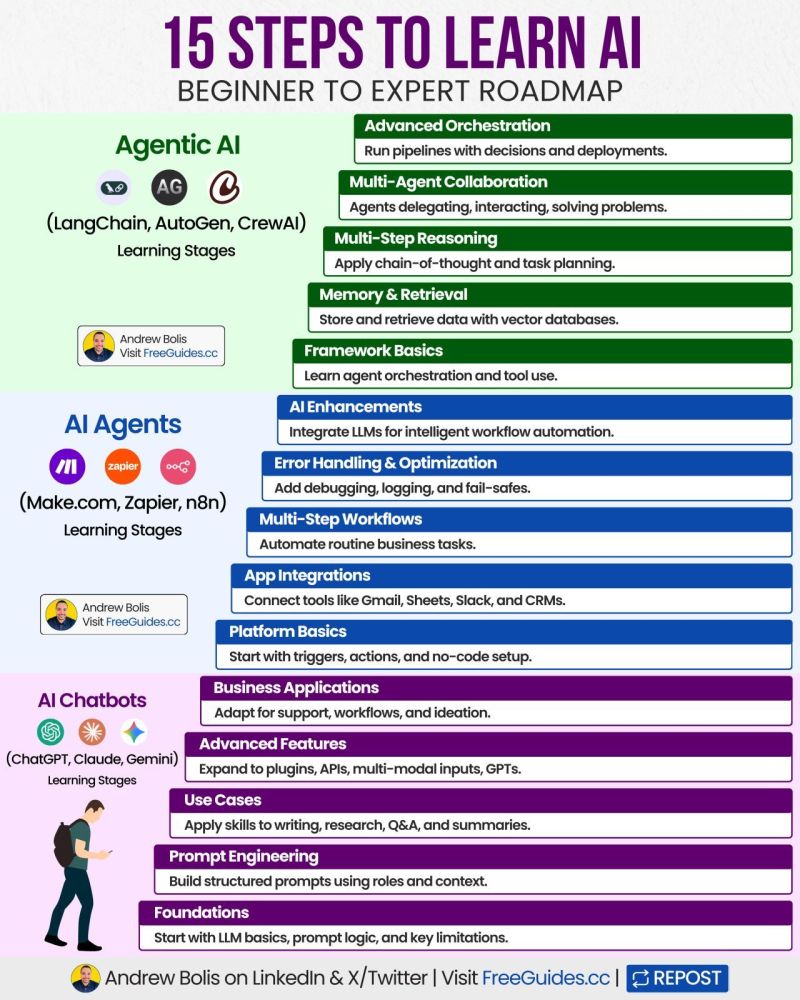 15 STEPS TO LEARN AI
BEGINNER TO EXPERT ROADMAP
Agentic AI
AG
(LangChain, AutoGen, CrewAI)
Learning Stages
Andrew Bolis
Visit FreeGuides.cc
Advanced Orchestration
Run pipelines with decisions and deployments.
Multi-Agent Collaboration
Agents delegating, interacting, solving problems.
Multi-Step Reasoning
Apply chain-of-thought and task planning.
Memory & Retrieval
Store and retrieve data with vector databases.
Framework Basics
Learn agent orchestration and tool use.
AI Agents
zapier
(Make.com, Zapier, n8n)
Learning Stages
Andrew Bolis
Visit FreeGuides.cc
AI Enhancements
Integrate LLMs for intelligent workflow automation.
Error Handling & Optimization
Add debugging, logging, and fail-safes.
Multi-Step Workflows
Automate routine business tasks.
App Integrations
Connect tools like Gmail, Sheets, Slack, and CRMs.
Platform Basics
Start with triggers, actions, and no-code setup.
AI Chatbots
(ChatGPT, Claude, Gemini)
Learning Stages
Business Applications
Adapt for support, workflows, and ideation.
Advanced Features
Expand to plugins, APIs, multi-modal inputs, GPTs.
Use Cases
Apply skills to writing, research, Q&A, and summaries.
Prompt Engineering
Build structured prompts using roles and context.
Foundations
Start with LLM basics, prompt logic, and key limitations.
Andrew Bolis on LinkedIn & X/Twitter | Visit FreeGuides.cc | REPOST